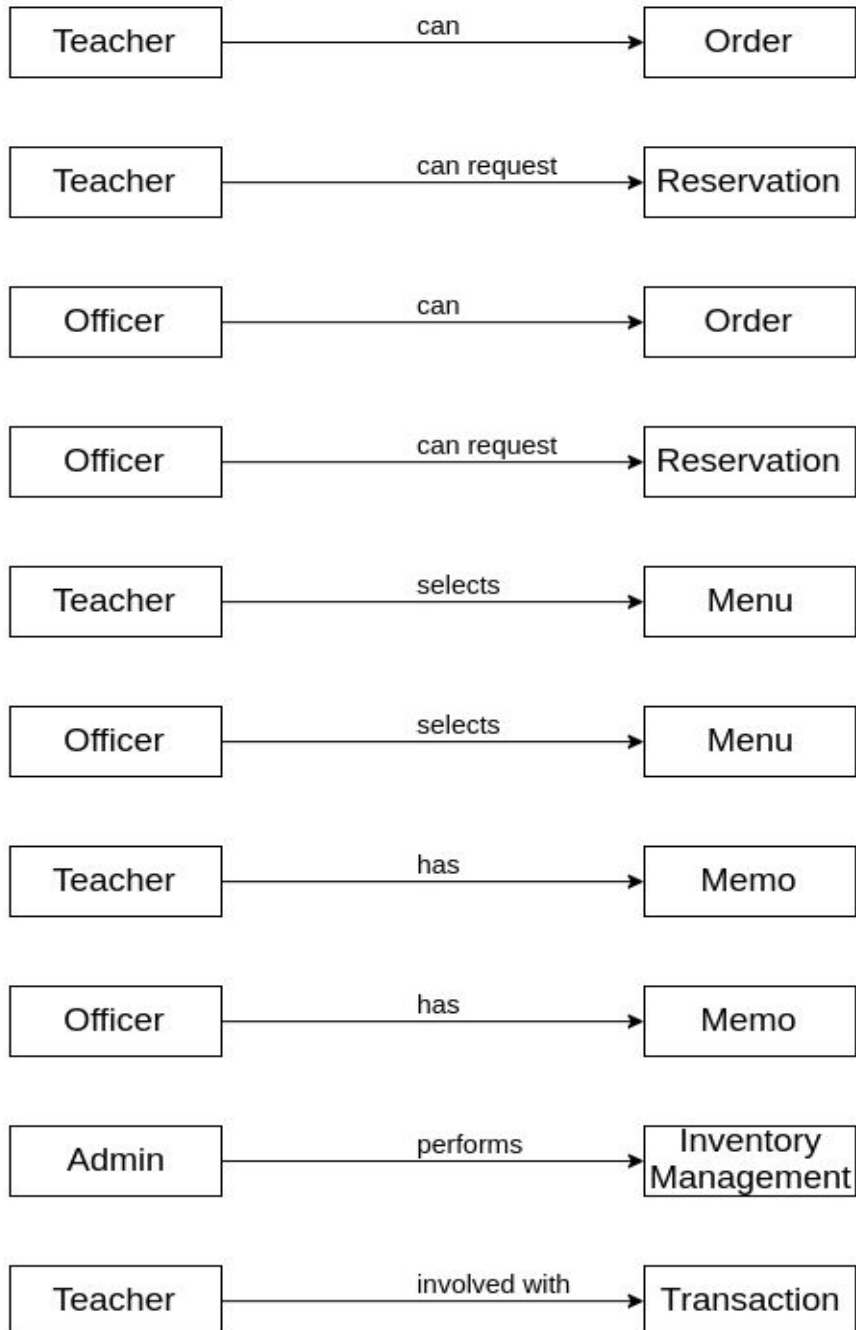 Teacher can Order
Teacher can request Reservation
Officer can Order
Officer can request Reservation
Teacher selects Menu
Officer selects Menu
Teacher has Memo
Officer has Memo
Admin performs Inventory
Management
Teacher involved with Transaction